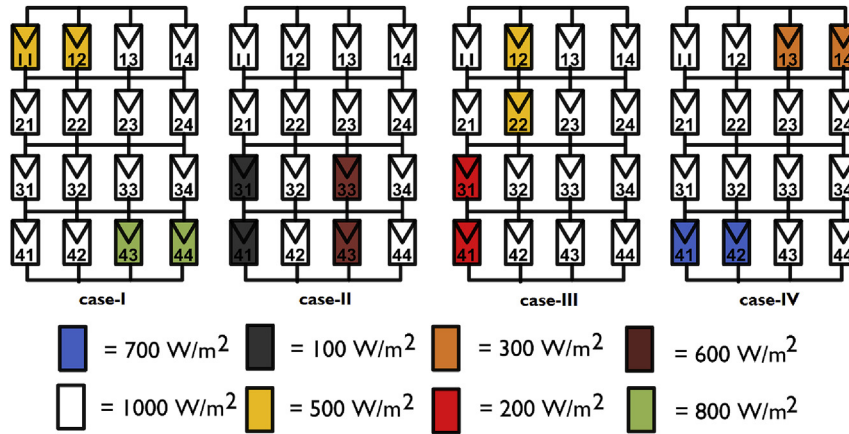 11 12 13 14 11 12 13 14 11 12 13 14 11 12 13 14
21 22 23 24 21 22 23 24 21 22 23 24 21 22 23 24
31 32 33 34 31 32 33 34 31 32 33 34 31 32 33 34
41 42 43 44 41 42 43 44 41 42 43 44 41 42 43 44
case-I case-II case-III case-IV
= 700 W/m² = 100 W/m² = 300 W/m² = 600 W/m²
= 1000 W/m² = 500 W/m² = 200 W/m² = 800 W/m²